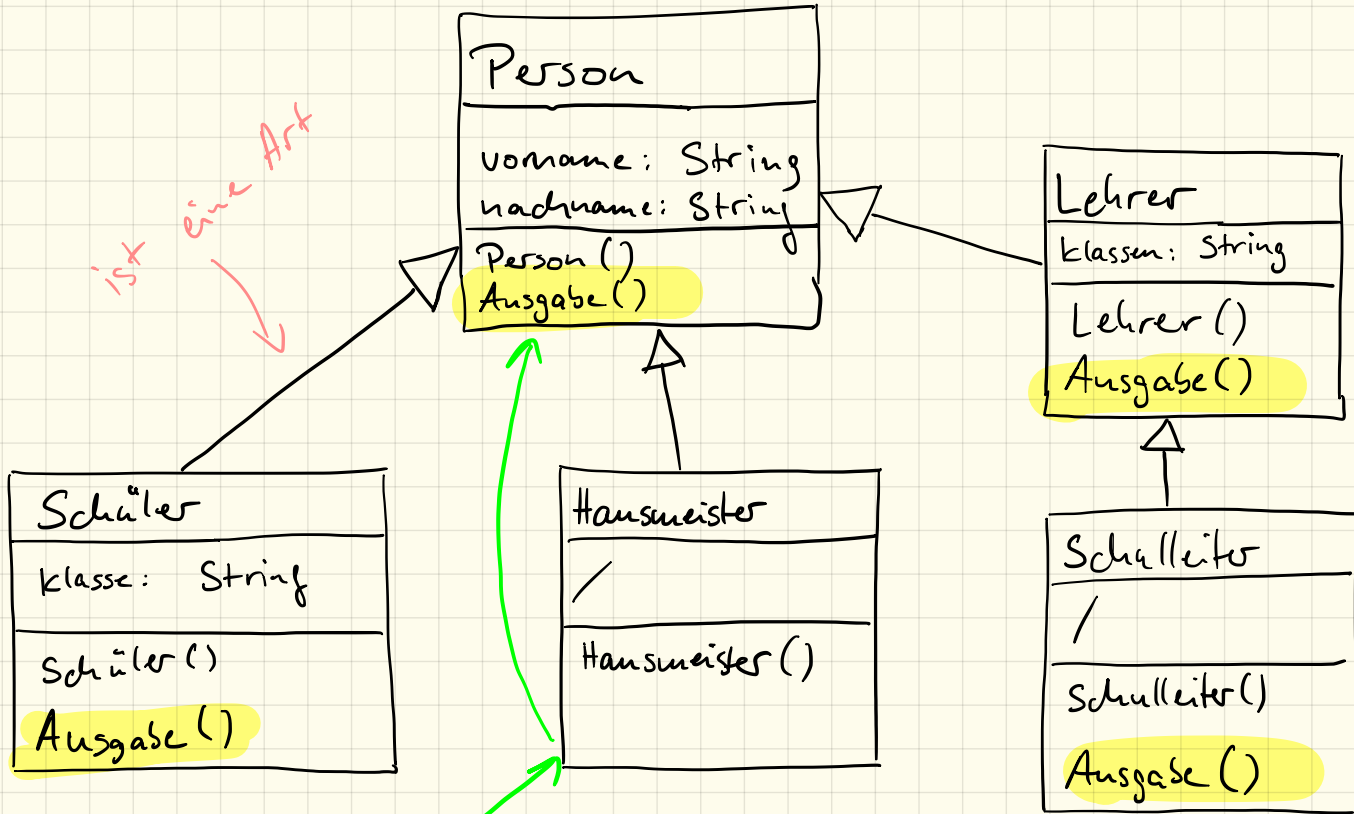 Person
vorname: String
nachname: String
Person()
Ausgabe()
ist eine Art
Lehrer
klassen: String
Lehrer()
Ausgabe()
Schüler
klasse: String
Schüler()
Ausgabe()
Hausmeister
/
Hausmeister()
Schulleiter
/
Schulleiter()
Ausgabe()